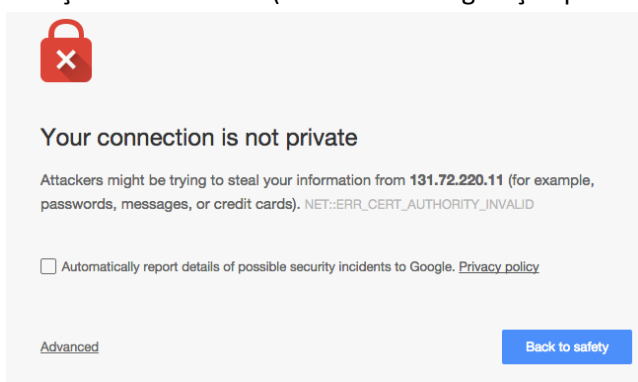 Your connection is not private
Attackers might be trying to steal your information from 131.72.220.11 (for example,
passwords, messages, or credit cards). NET::ERR_CERT_AUTHORITY_INVALID
Automatically report details of possible security incidents to Google. Privacy policy
Advanced
Back to safety